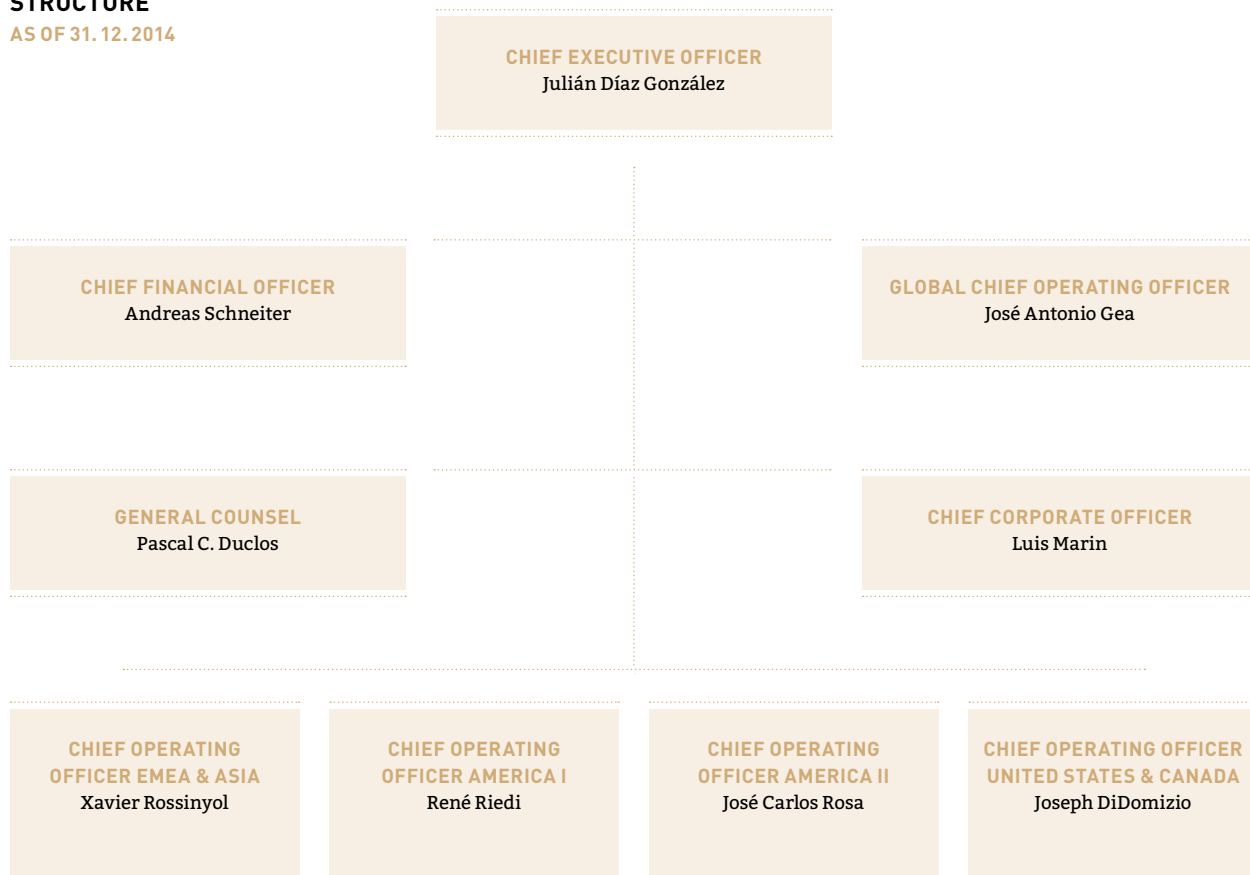 STRUCTURE
AS OF 31. 12. 2014
CHIEF EXECUTIVE OFFICER
Julián Díaz González
CHIEF FINANCIAL OFFICER
Andreas Schneiter
GLOBAL CHIEF OPERATING OFFICER
José Antonio Gea
GENERAL COUNSEL
Pascal C. Duclos
CHIEF CORPORATE OFFICER
Luis Marin
CHIEF OPERATING
OFFICER EMEA & ASIA
Xavier Rossinyol
CHIEF OPERATING
OFFICER AMERICA I
René Riedi
CHIEF OPERATING
OFFICER AMERICA II
José Carlos Rosa
CHIEF OPERATING OFFICER
UNITED STATES & CANADA
Joseph DiDomizio